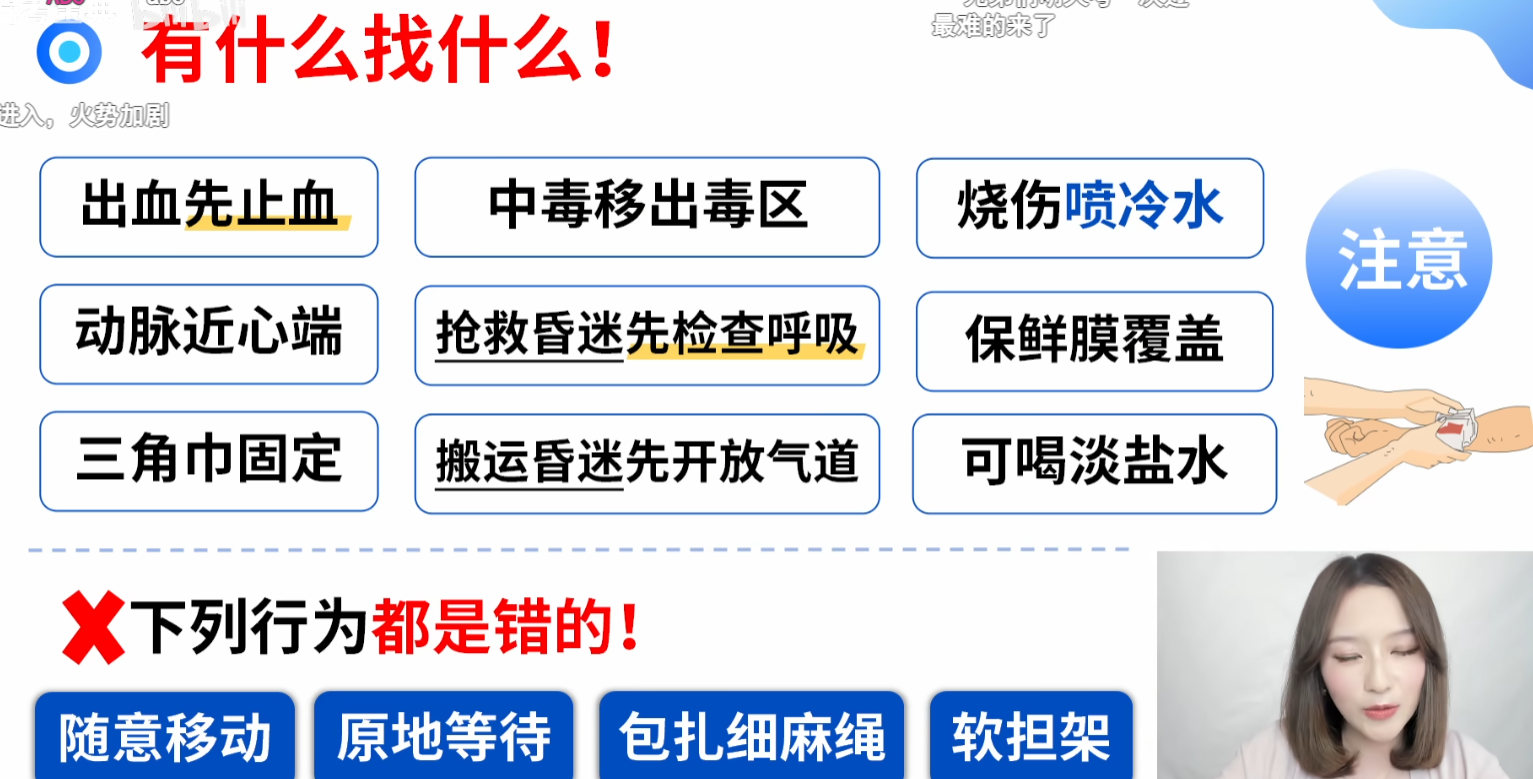 最难的来了
有什么找什么！
进入，火势加剧
出血先止血
中毒移出毒区
烧伤喷冷水
注意
动脉近心端
抢救昏迷先检查呼吸
保鲜膜覆盖
三角巾固定
搬运昏迷先开放气道
可喝淡盐水
下列行为都是错的！
随意移动
原地等待
包扎细麻绳
软担架